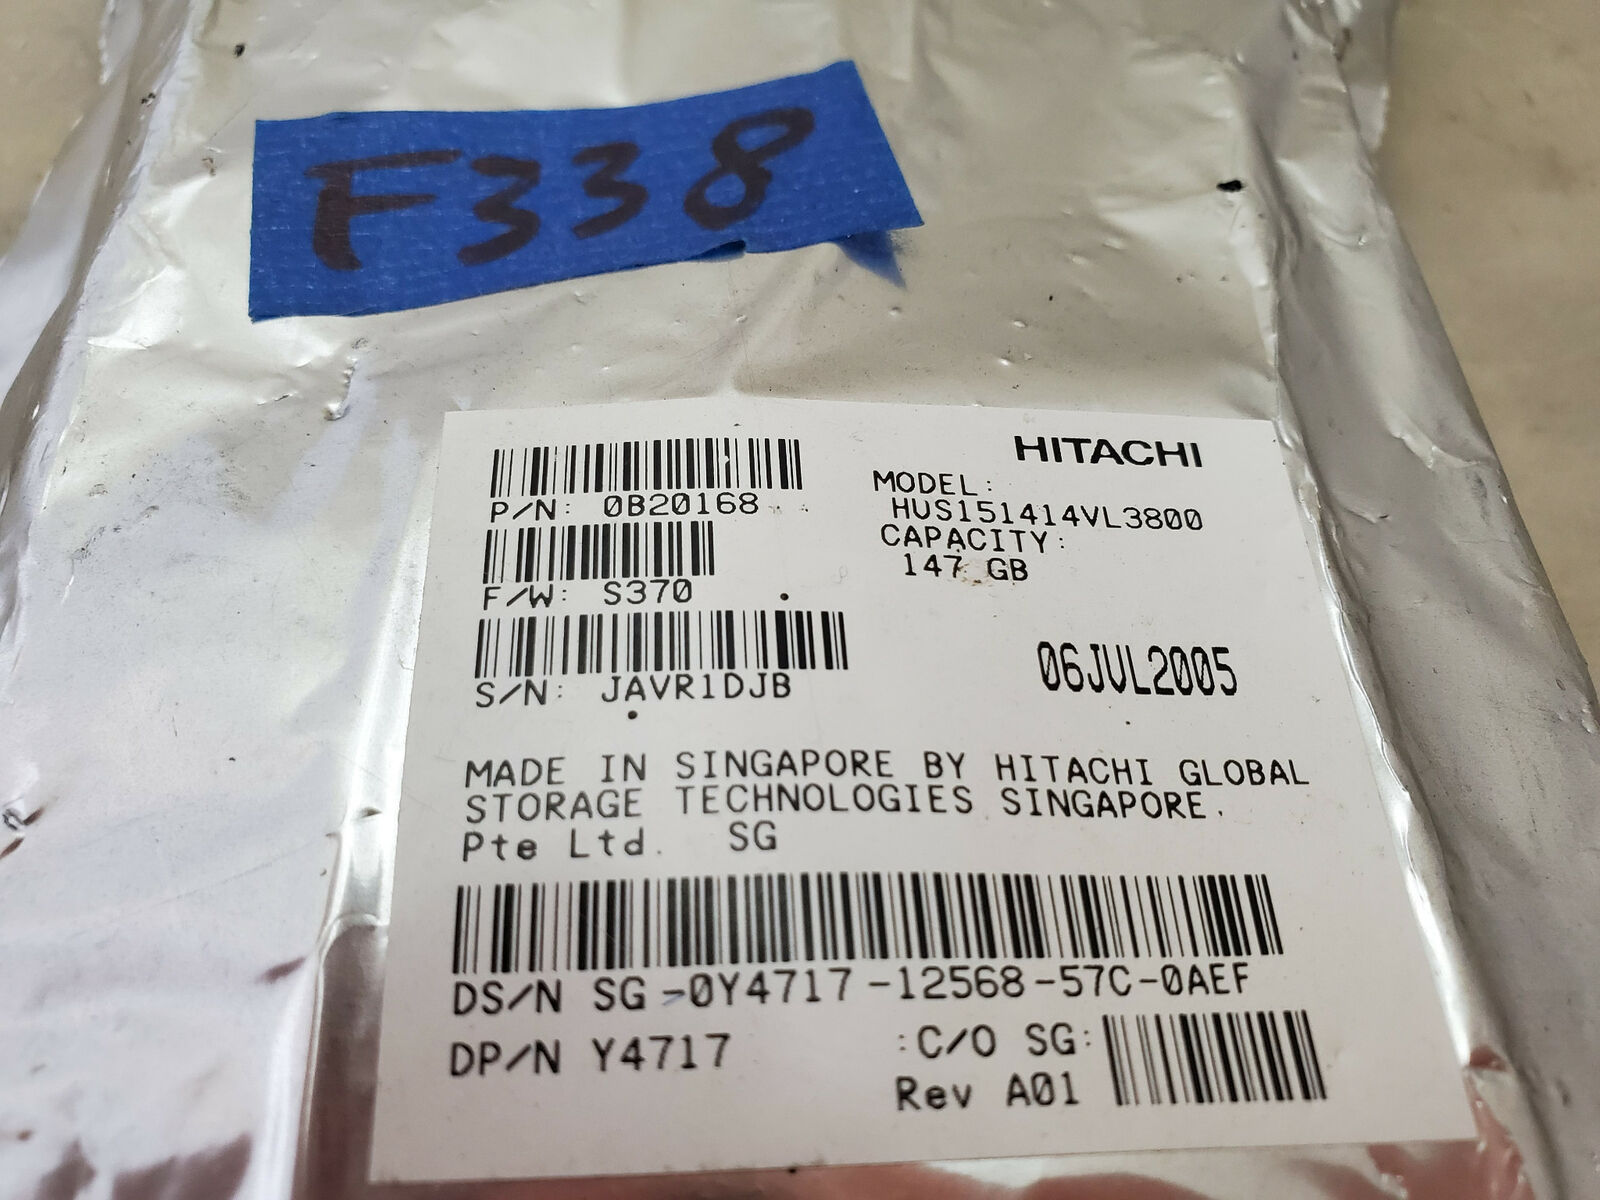 F338
HITACHI
P/N: 0B20168
MODEL:
HUS151414VL3800
CAPACITY:
147 GB
F/W: S370
S/N: JAVR1DJB
06JUL2005
MADE IN SINGAPORE BY HITACHI GLOBAL
STORAGE TECHNOLOGIES SINGAPORE.
Pte Ltd. SG
DS/N SG-0Y4717-12568-57C-0AEF
DP/N Y4717
:C/O SG:
Rev A01